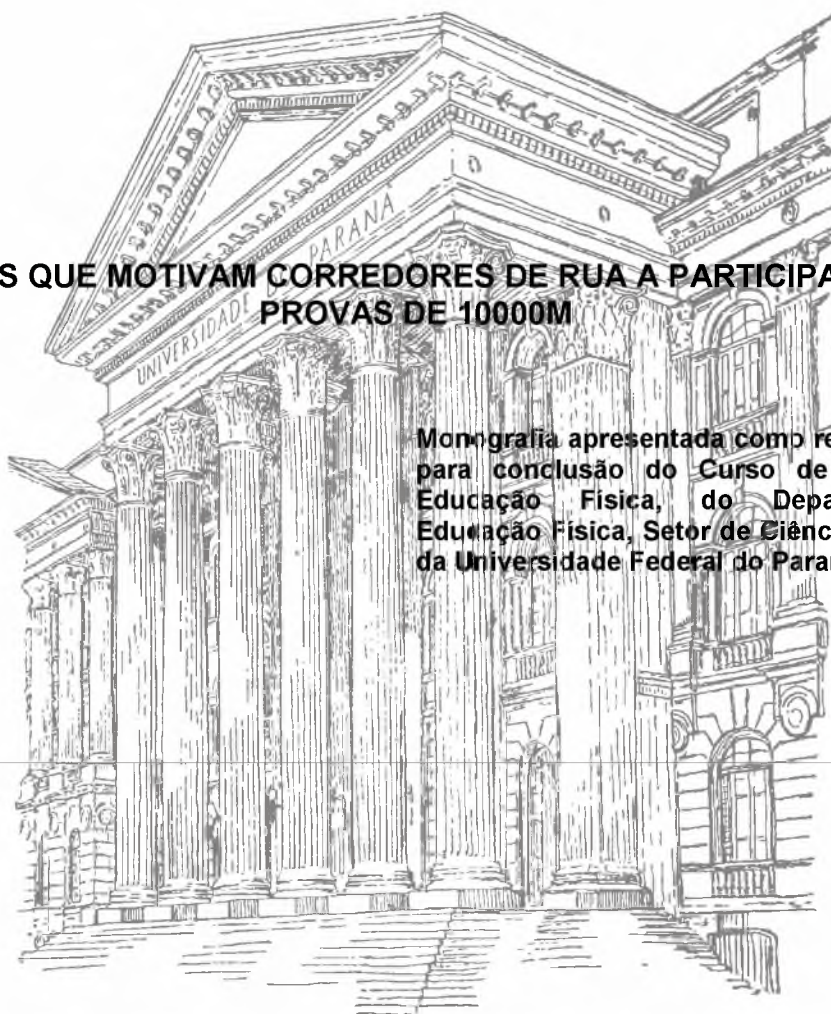 UNIVERSIDADE PARANÁ
S QUE MOTIVAM CORREDORES DE RUA A PARTICIPA
PROVAS DE 10000M
Monografia apresentada como re
para conclusão do Curso de
Educação Física, do Depa
Educação Física, Setor de Ciênc
da Universidade Federal do Para